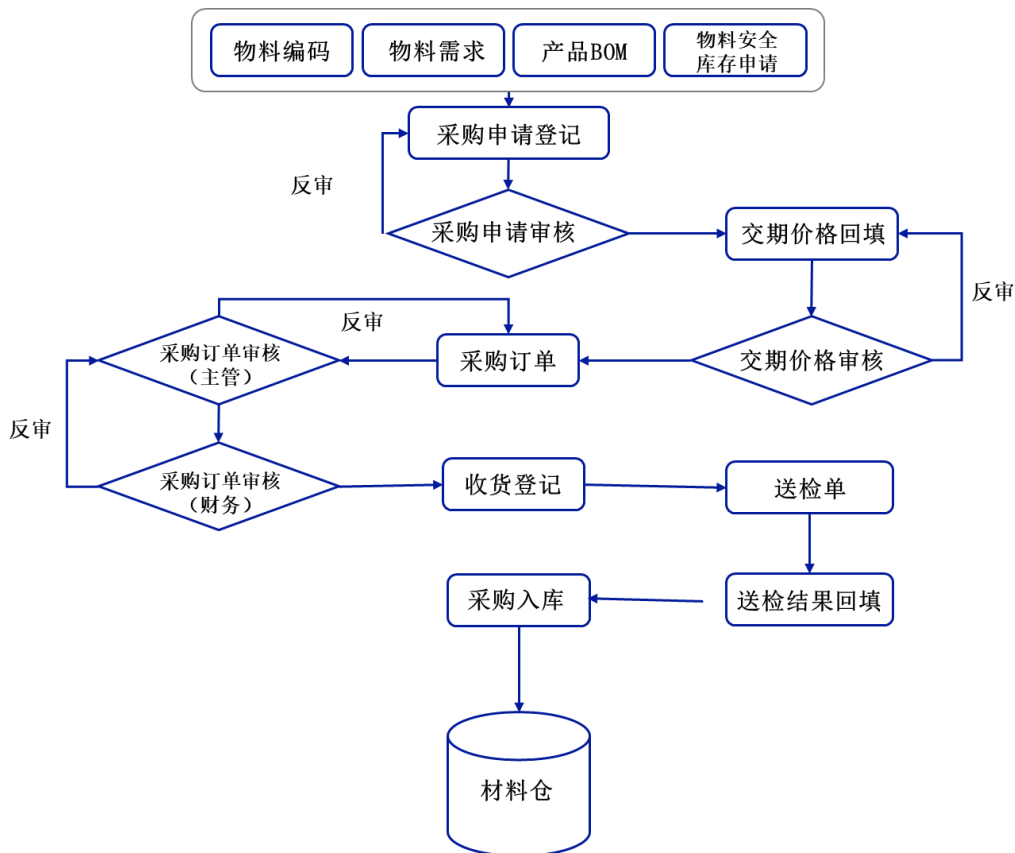 物料编码
物料需求
产品BOM
物料安全
库存申请
采购申请登记
反审
采购申请审核
交期价格回填
反审
反审
采购订单审核
（主管）
采购订单
交期价格审核
反审
采购订单审核
（财务）
收货登记
送检单
采购入库
送检结果回填
材料仓